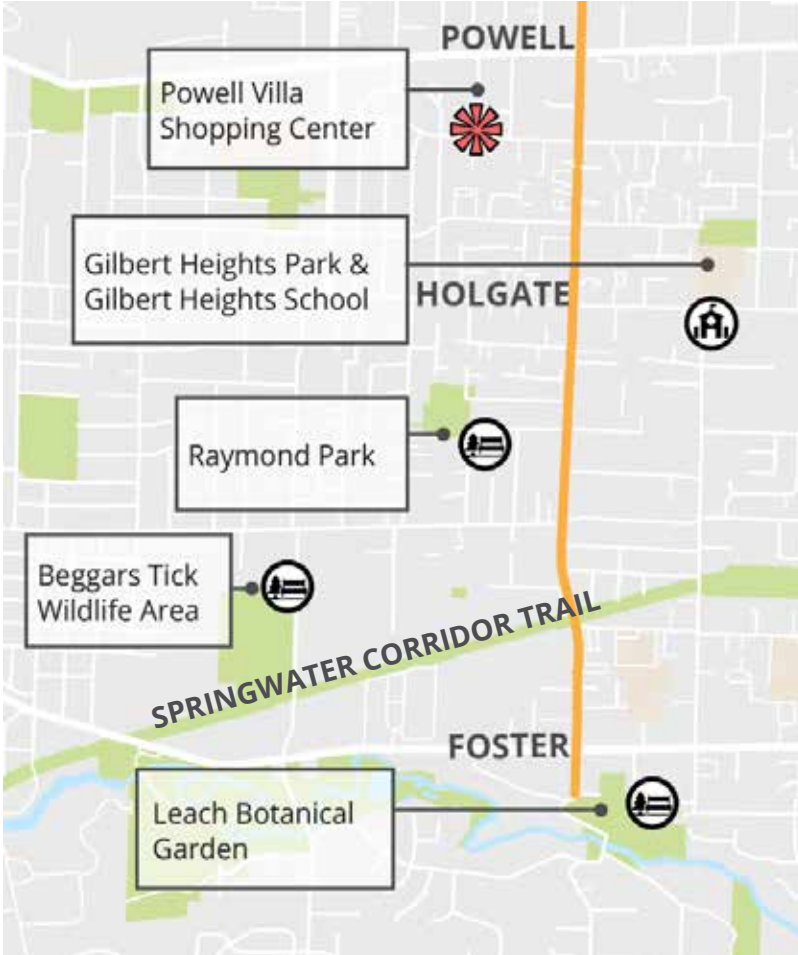 POWELL
Powell Villa
Shopping Center
Gilbert Heights Park &
Gilbert Heights School
HOLGATE
Raymond Park
Beggars Tick
Wildlife Area
SPRINGWATER CORRIDOR TRAIL
FOSTER
Leach Botanical
Garden